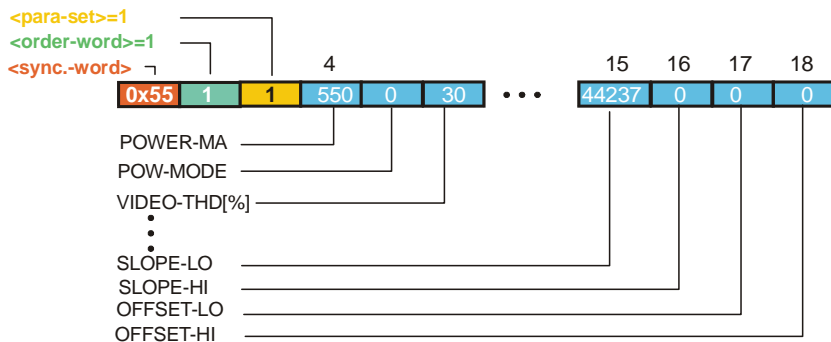 <para-set>=1
<order-word>=1
<sync.-word>
4 15 16 17 18
0x55 1 1 550 0 30 • • • 44237 0 0 0
POWER-MA
POW-MODE
VIDEO-THD[%]
SLOPE-LO
SLOPE-HI
OFFSET-LO
OFFSET-HI